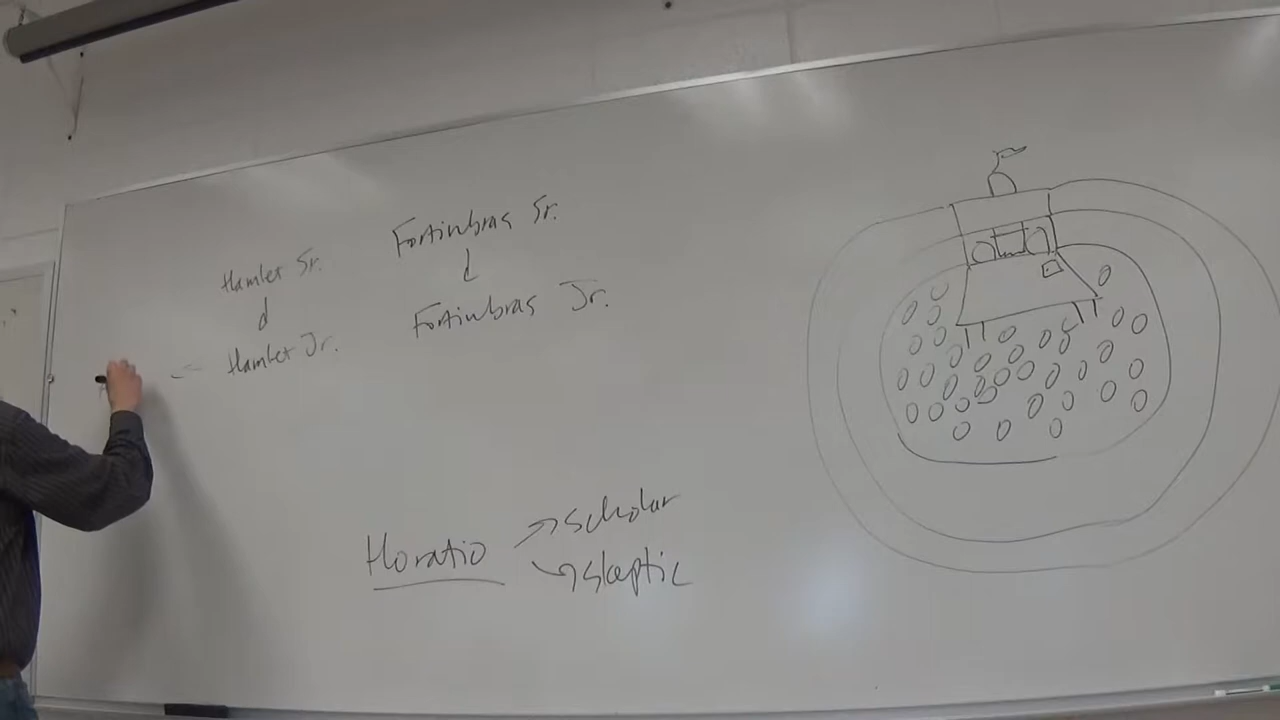 Fortinbras Sr.
Hamlet Sr.
Fortinbras Jr.
Hamlet Jr.
Horatio
scholar
skeptic